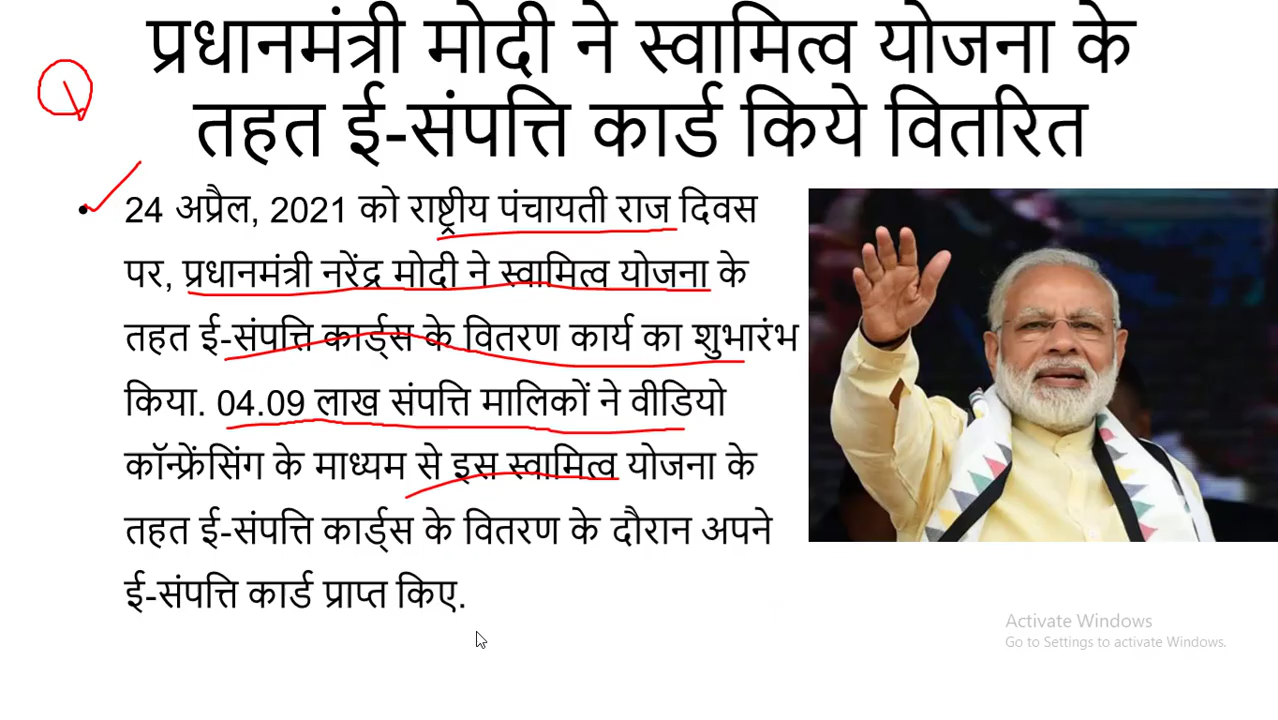 प्रधानमंत्री मोदी ने स्वामित्व योजना के
तहत ई-संपत्ति कार्ड किये वितरित
• 24 अप्रैल, 2021 को राष्ट्रीय पंचायती राज दिवस
पर, प्रधानमंत्री नरेंद्र मोदी ने स्वामित्व योजना के
तहत ई-संपत्ति कार्ड्स के वितरण कार्य का शुभारंभ
किया. 04.09 लाख संपत्ति मालिकों ने वीडियो
कॉन्फ्रेंसिंग के माध्यम से इस स्वामित्व योजना के
तहत ई-संपत्ति कार्ड्स के वितरण के दौरान अपने
ई-संपत्ति कार्ड प्राप्त किए.
Activate Windows
Go to Settings to activate Windows.